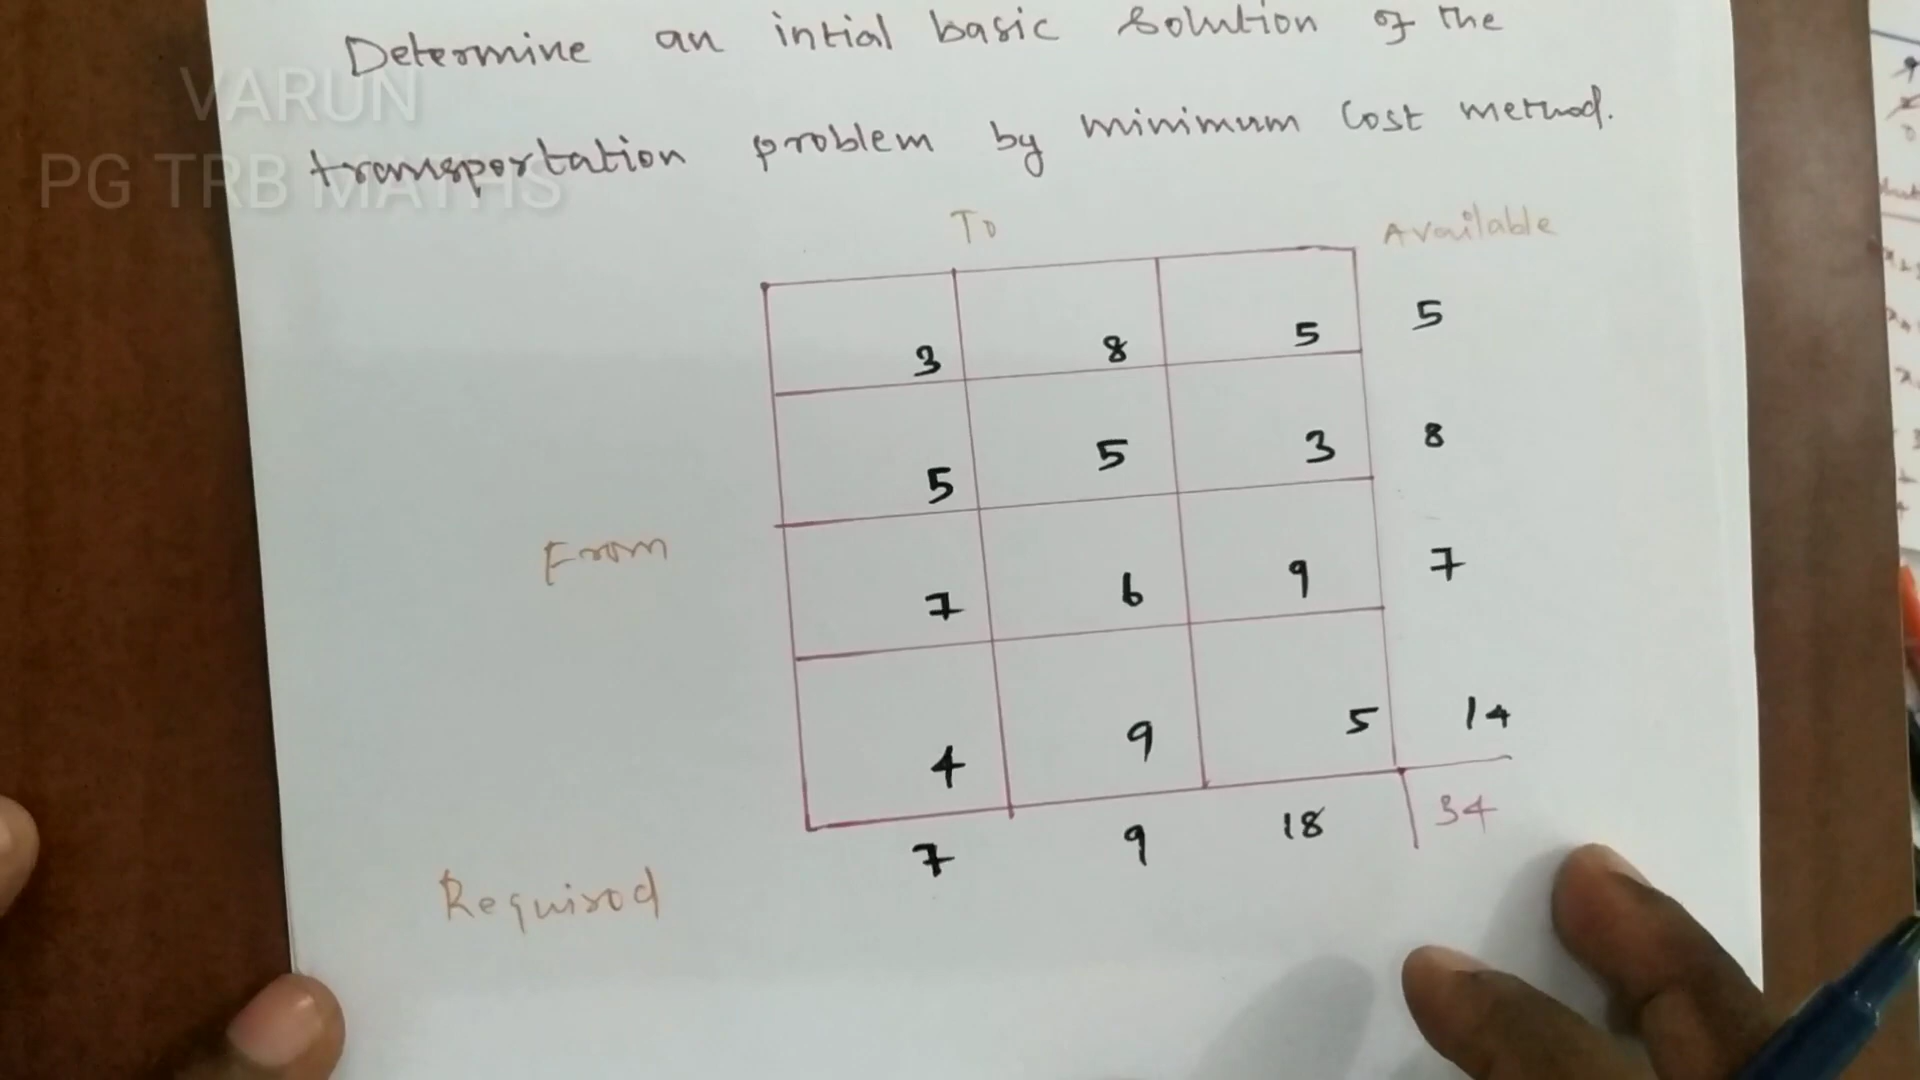 Determine an intial basic solution of the
VARUN
transportation problem by minimum cost method.
PG TRB MATHS
To Available
3 8 5 5
5 5 3 8
From 7 6 9 7
4 9 5 14
7 9 18 34
Required